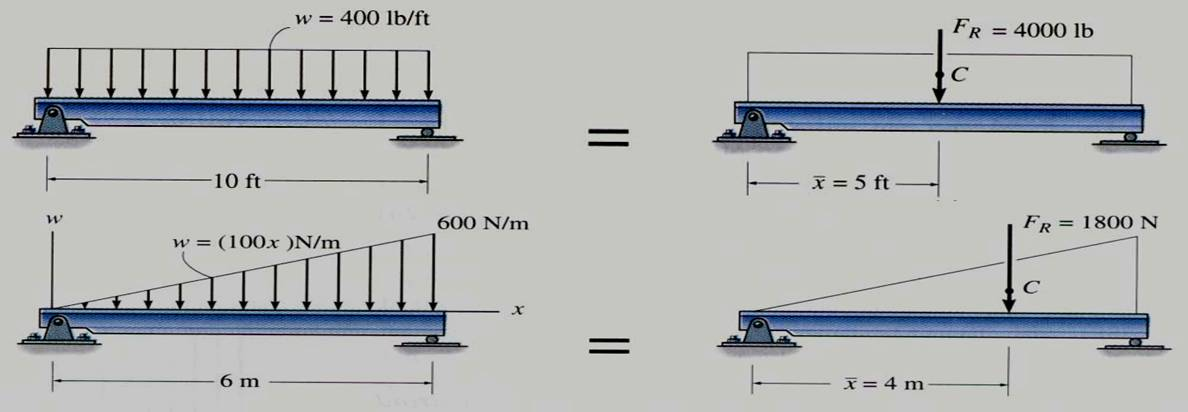 w = 400 lb/ft
10 ft
=
F_R = 4000 lb
C
x̄ = 5 ft
w
w = (100x )N/m
600 N/m
x
6 m
=
F_R = 1800 N
C
x̄ = 4 m